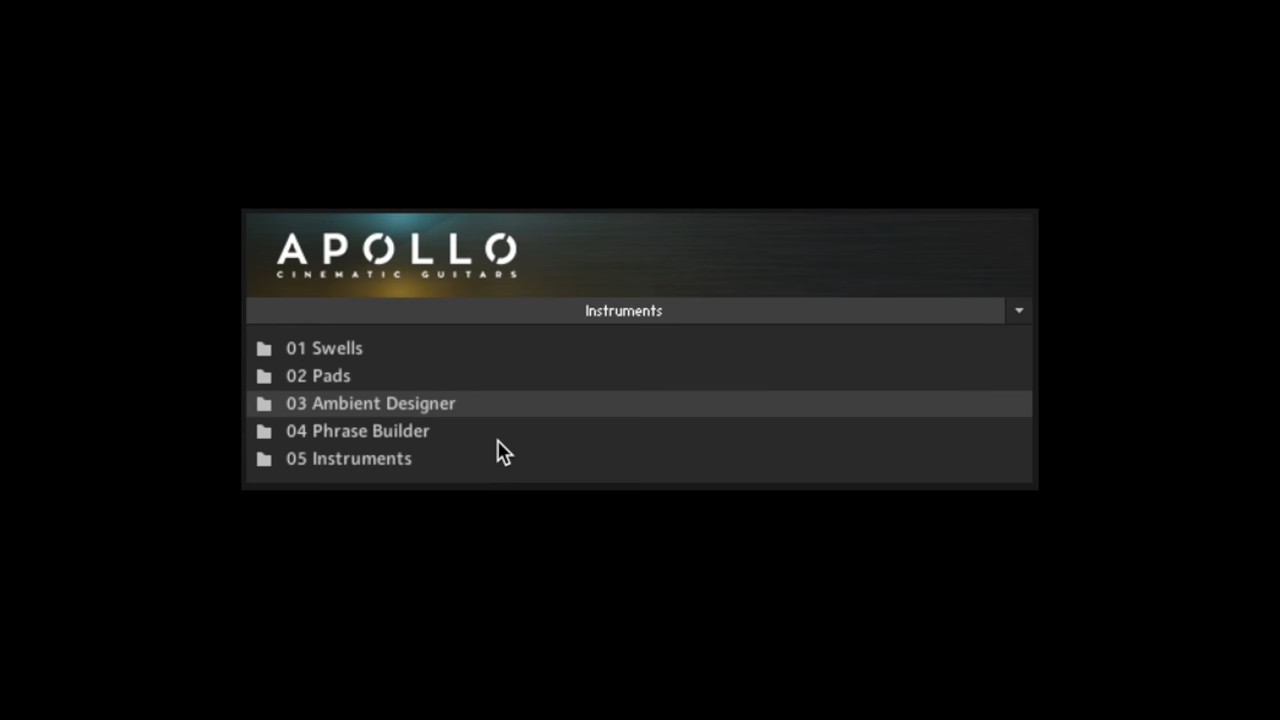 APOLLO
CINEMATIC GUITARS
Instruments
01 Swells
02 Pads
03 Ambient Designer
04 Phrase Builder
05 Instruments